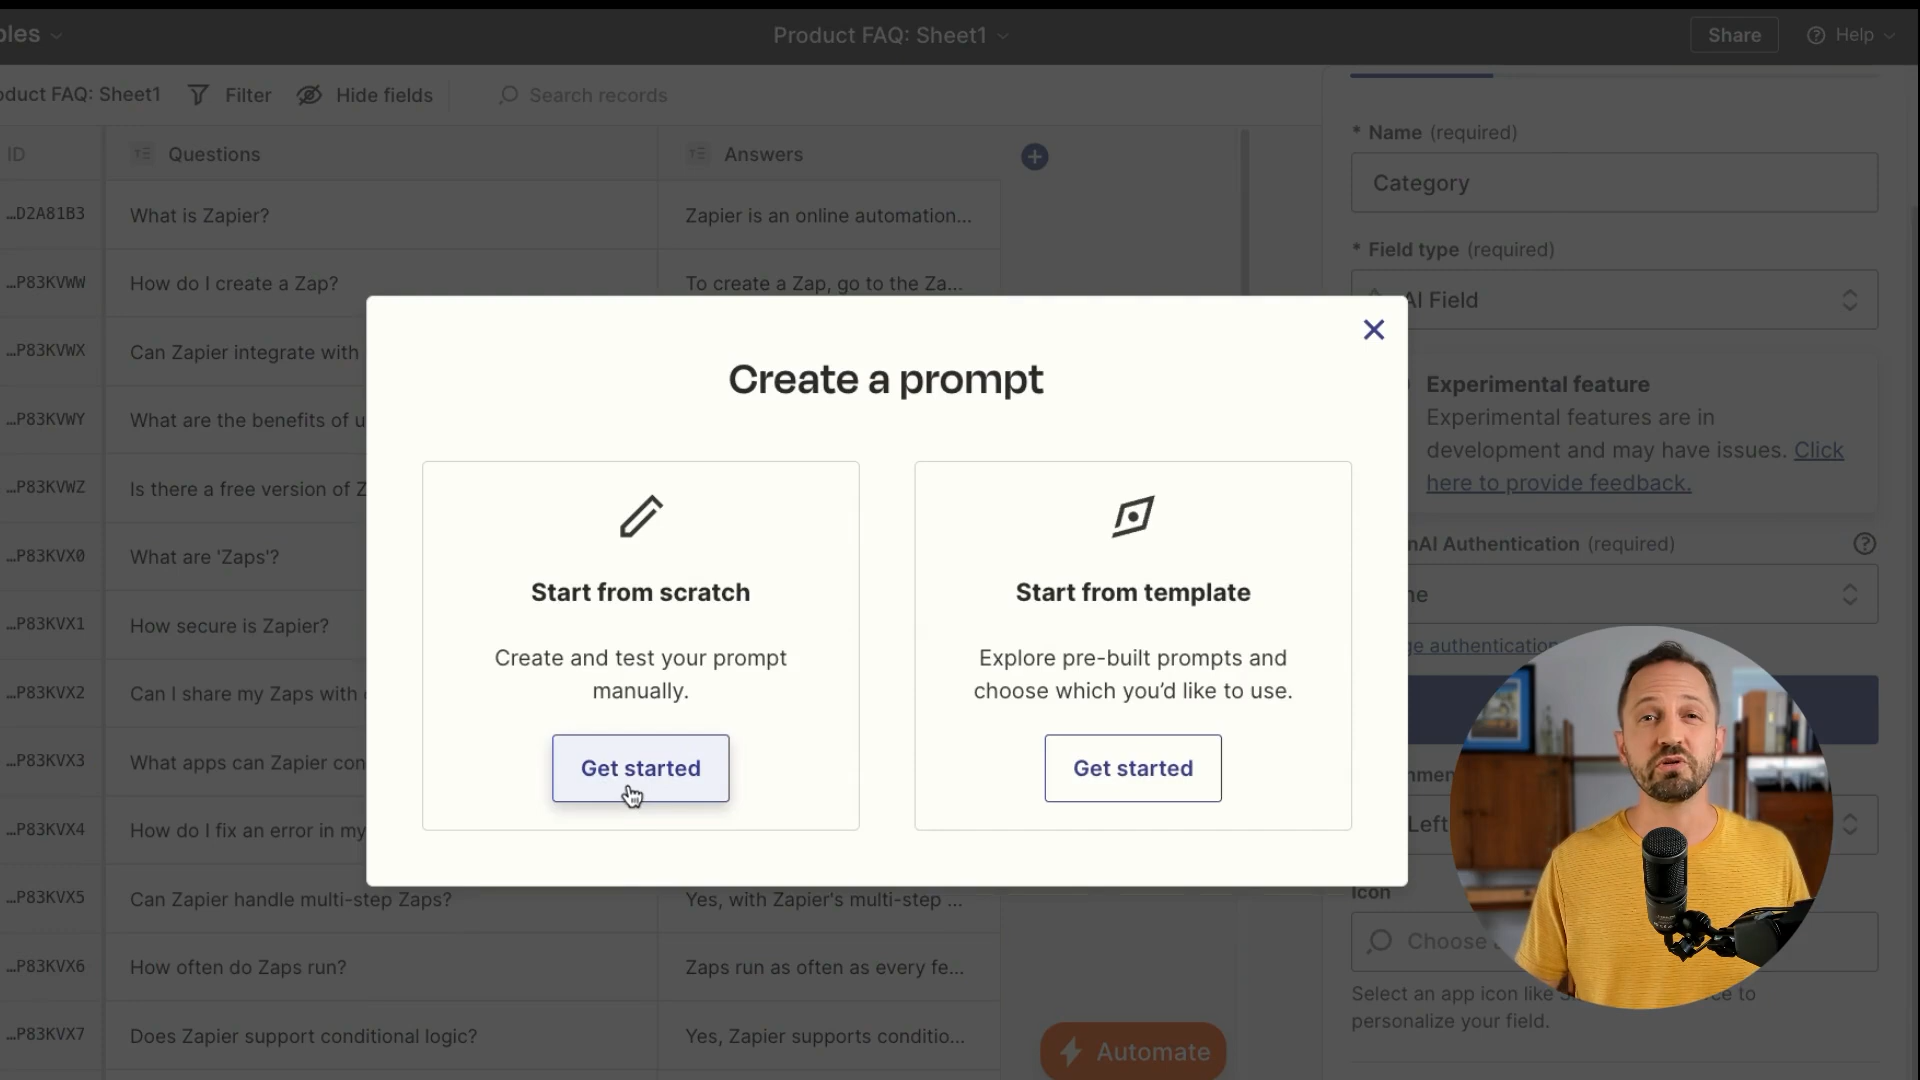 Product FAQ: Sheet1
Share
Help
FAQ: Sheet1
Filter
Hide fields
Search records
ID
Questions
Answers
…D2A81B3
What is Zapier?
Zapier is an online automation...
…P83KVWW
How do I create a Zap?
To create a Zap, go to the Za...
…P83KVWX
Can Zapier integrate with
…P83KVWY
What are the benefits of
…P83KVWZ
Is there a free version of
…P83KVX0
What are 'Zaps'?
…P83KVX1
How secure is Zapier?
…P83KVX2
Can I share my Zaps with
…P83KVX3
What apps can Zapier
…P83KVX4
How do I fix an error in my
…P83KVX5
Can Zapier handle multi-step Zaps?
Yes, with Zapier's multi-step ...
…P83KVX6
How often do Zaps run?
Zaps run as often as every fe...
…P83KVX7
Does Zapier support conditional logic?
Yes, Zapier supports conditio...
Automate
Create a prompt
Start from scratch
Create and test your prompt
manually.
Get started
Start from template
Explore pre-built prompts and
choose which you'd like to use.
Get started
* Name (required)
Category
* Field type (required)
AI Field
Experimental feature
Experimental features are in
development and may have issues. Click
here to provide feedback.
Authentication (required)
authentication
Left
Icon
Choose
Select an app icon like
to
personalize your field.